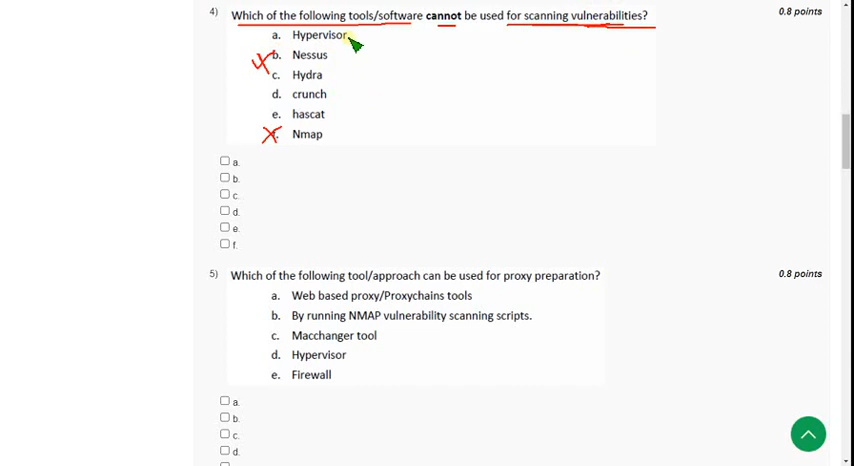 4) Which of the following tools/software cannot be used for scanning vulnerabilities? 0.8 points
a. Hypervisor
b. Nessus
c. Hydra
d. crunch
e. hascat
f. Nmap
a.
b.
c.
d.
e.
f.
5) Which of the following tool/approach can be used for proxy preparation? 0.8 points
a. Web based proxy/Proxychains tools
b. By running NMAP vulnerability scanning scripts.
c. Macchanger tool
d. Hypervisor
e. Firewall
a.
b.
c.
d.